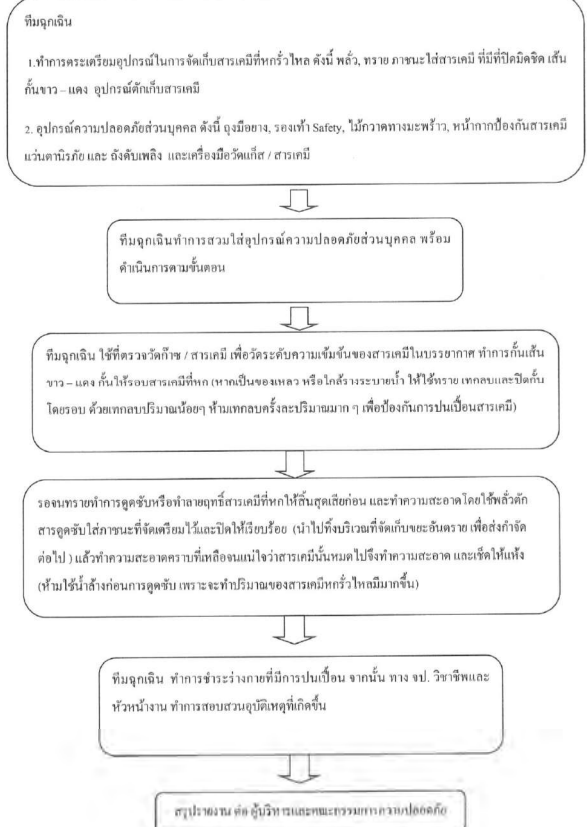 ทีมฉุกเฉิน
1.ทำการตระเตรียมอุปกรณ์ในการจัดเก็บสารเคมีที่หกรั่วไหล ดังนี้ พลั่ว, ทราย ภาชนะใส่สารเคมี ที่มีที่ปิดมิดชิด เส้น
กั้นขาว – แดง อุปกรณ์ตักเก็บสารเคมี
2. อุปกรณ์ความปลอดภัยส่วนบุคคล ดังนี้ ถุงมือยาง, รองเท้า Safety, ไม้กวาดทางมะพร้าว, หน้ากากป้องกันสารเคมี
แว่นตานิรภัย และ ถังดับเพลิง และเครื่องมือวัดแก็ส / สารเคมี
ทีมฉุกเฉินทำการสวมใส่อุปกรณ์ความปลอดภัยส่วนบุคคล พร้อม
ดำเนินการตามขั้นตอน
ทีมฉุกเฉิน ใช้ที่ตรวจวัดก๊าซ / สารเคมี เพื่อวัดระดับความเข้มข้นของสารเคมีในบรรยากาศ ทำการกั้นเส้น
ขาว – แดง กั้นให้รอบสารเคมีที่หก (หากเป็นของเหลว หรือใกล้รางระบายน้ำ ให้ใช้ทราย เทกลบและปิดกั้น
โดยรอบ ด้วยเทกลบปริมาณน้อยๆ ห้ามเทกลบครั้งละปริมาณมาก ๆ เพื่อป้องกันการปนเปื้อนสารเคมี)
รอจนทรายทำการดูดซับหรือทำลายฤทธิ์สารเคมีที่หกให้สิ้นสุดเสียก่อน และทำความสะอาดโดยใช้พลั่วตัก
สารดูดซับใส่ภาชนะที่จัดเตรียมไว้และปิดให้เรียบร้อย (นำไปทิ้งบริเวณที่จัดเก็บขยะอันตราย เพื่อส่งกำจัด
ต่อไป ) แล้วทำความสะอาดคราบที่เหลือจนแน่ใจว่าสารเคมีนั้นหมดไปจึงทำความสะอาด และเช็ดให้แห้ง
(ห้ามใช้น้ำล้างก่อนการดูดซับ เพราะจะทำปริมาณของสารเคมีหกรั่วไหลมีมากขึ้น)
ทีมฉุกเฉิน ทำการชำระร่างกายที่มีการปนเปื้อน จากนั้น ทาง จป. วิชาชีพและ
หัวหน้างาน ทำการสอบสวนอุบัติเหตุที่เกิดขึ้น
สรุปรายงาน ต่อ ผู้บริหารและคณะกรรมการความปลอดภัย